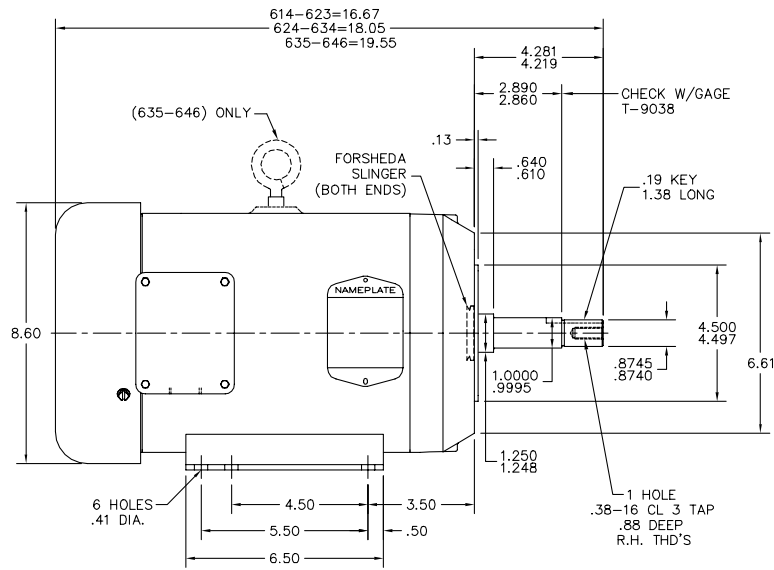 614-623=16.67
624-634=18.05
635-646=19.55
4.281
4.219
2.890
2.860
CHECK W/GAGE
T-9038
(635-646) ONLY
.13
FORSHEDA
SLINGER
(BOTH ENDS)
.640
.610
.19 KEY
1.38 LONG
NAMEPLATE
8.60
4.500
4.497
6.61
.8745
.8740
1.0000
.9995
1.250
1.248
6 HOLES
.41 DIA.
4.50
3.50
5.50
.50
6.50
1 HOLE
.38-16 CL 3 TAP
.88 DEEP
R.H. THD'S